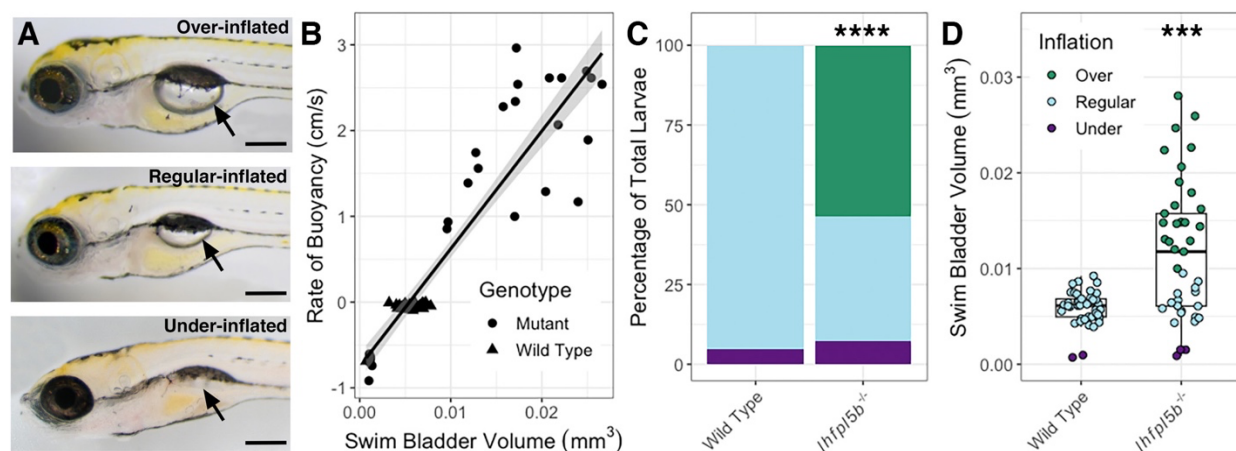 A
Over-inflated
Regular-inflated
Under-inflated
B
Rate of Buoyancy (cm/s)
3
2
1
0
-1
Genotype
Mutant
Wild Type
0.00
0.01
0.02
Swim Bladder Volume (mm³)
C
****
Percentage of Total Larvae
100
75
50
25
0
Wild Type
lhfpl5b⁻/⁻
D
***
Swim Bladder Volume (mm³)
Inflation
Over
Regular
Under
0.03
0.02
0.01
0.00
Wild Type
lhfpl5b⁻/⁻